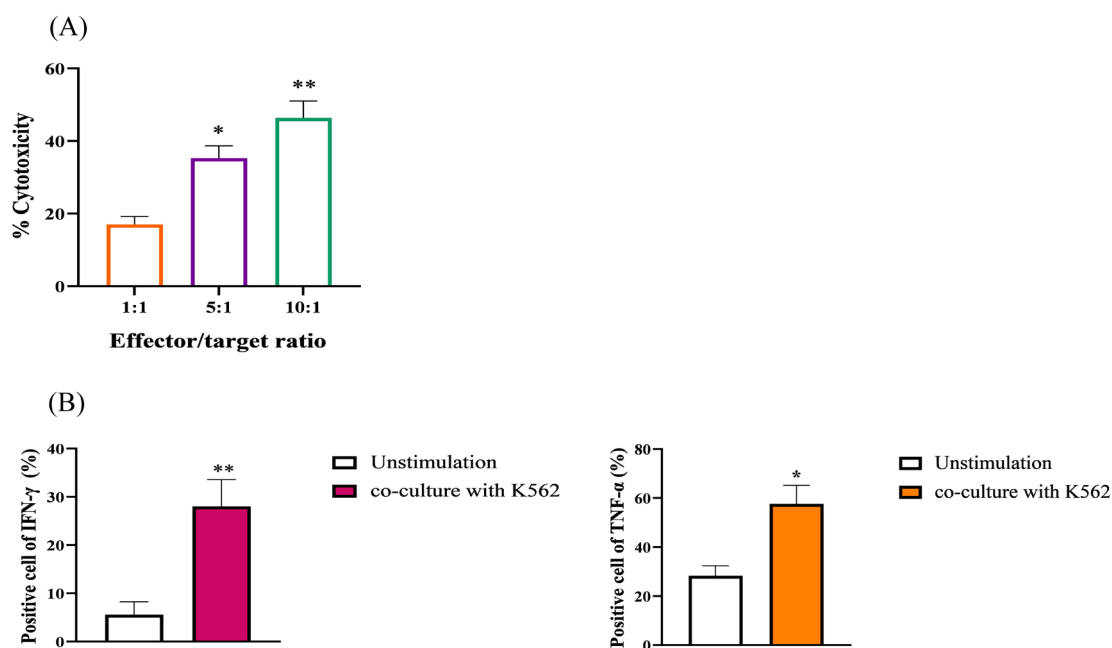 (A)
% Cytotoxicity
60
40
20
0
*
**
1:1 5:1 10:1
Effector/target ratio
(B)
Positive cell of IFN-γ (%)
40
30
20
10
0
**
Unstimulation
co-culture with K562
Positive cell of TNF-α (%)
80
60
40
20
0
*
Unstimulation
co-culture with K562